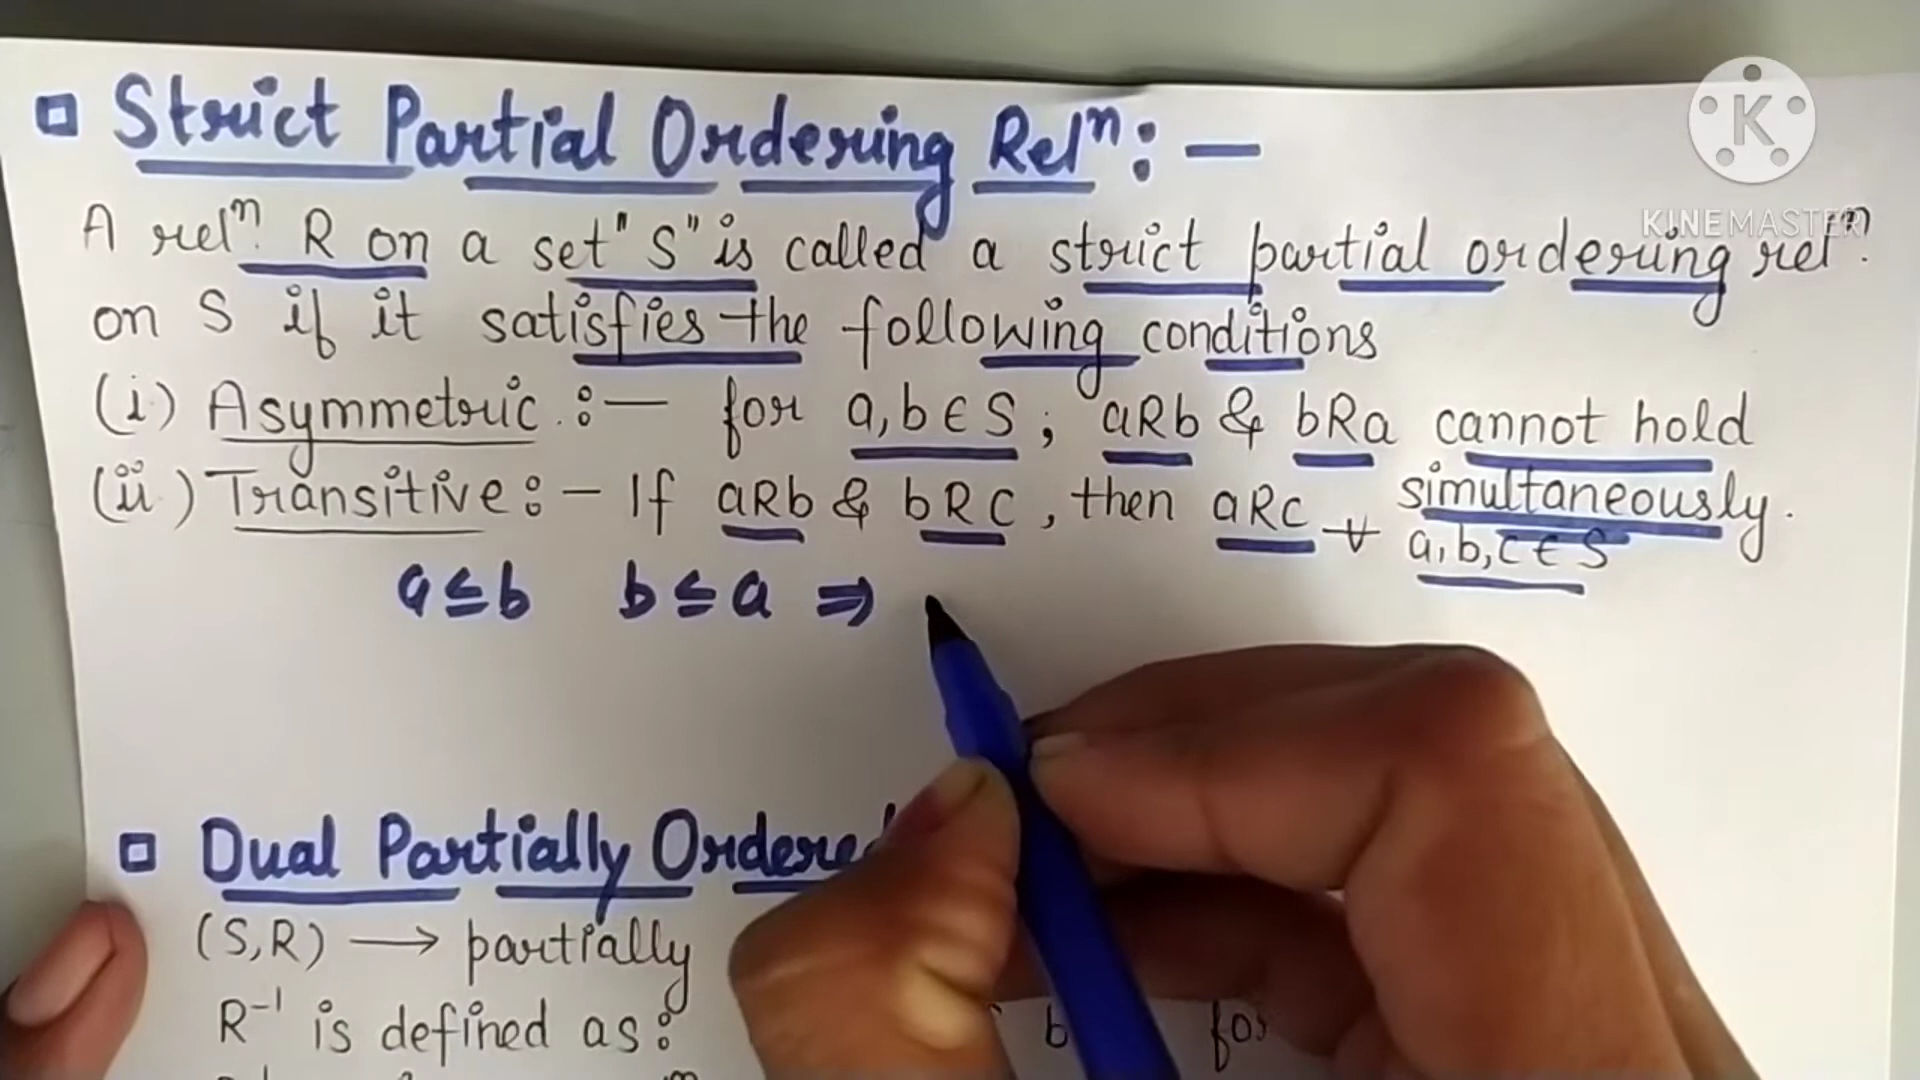 ▫ Strict Partial Ordering Relⁿ: —
A relⁿ. R on a set "S" is called a strict partial ordering relⁿ.
on S if it satisfies the following conditions
(i) Asymmetric :— for a, b ∈ S ; aRb & bRa cannot hold simultaneously.
(ii) Transitive :— If aRb & bRc, then aRc ∀ a, b, c ∈ S
a ≤ b b ≤ a ⇒
▫ Dual Partially Ordered
(S, R) → partially
R⁻¹ is defined as: for
K
KINEMASTER